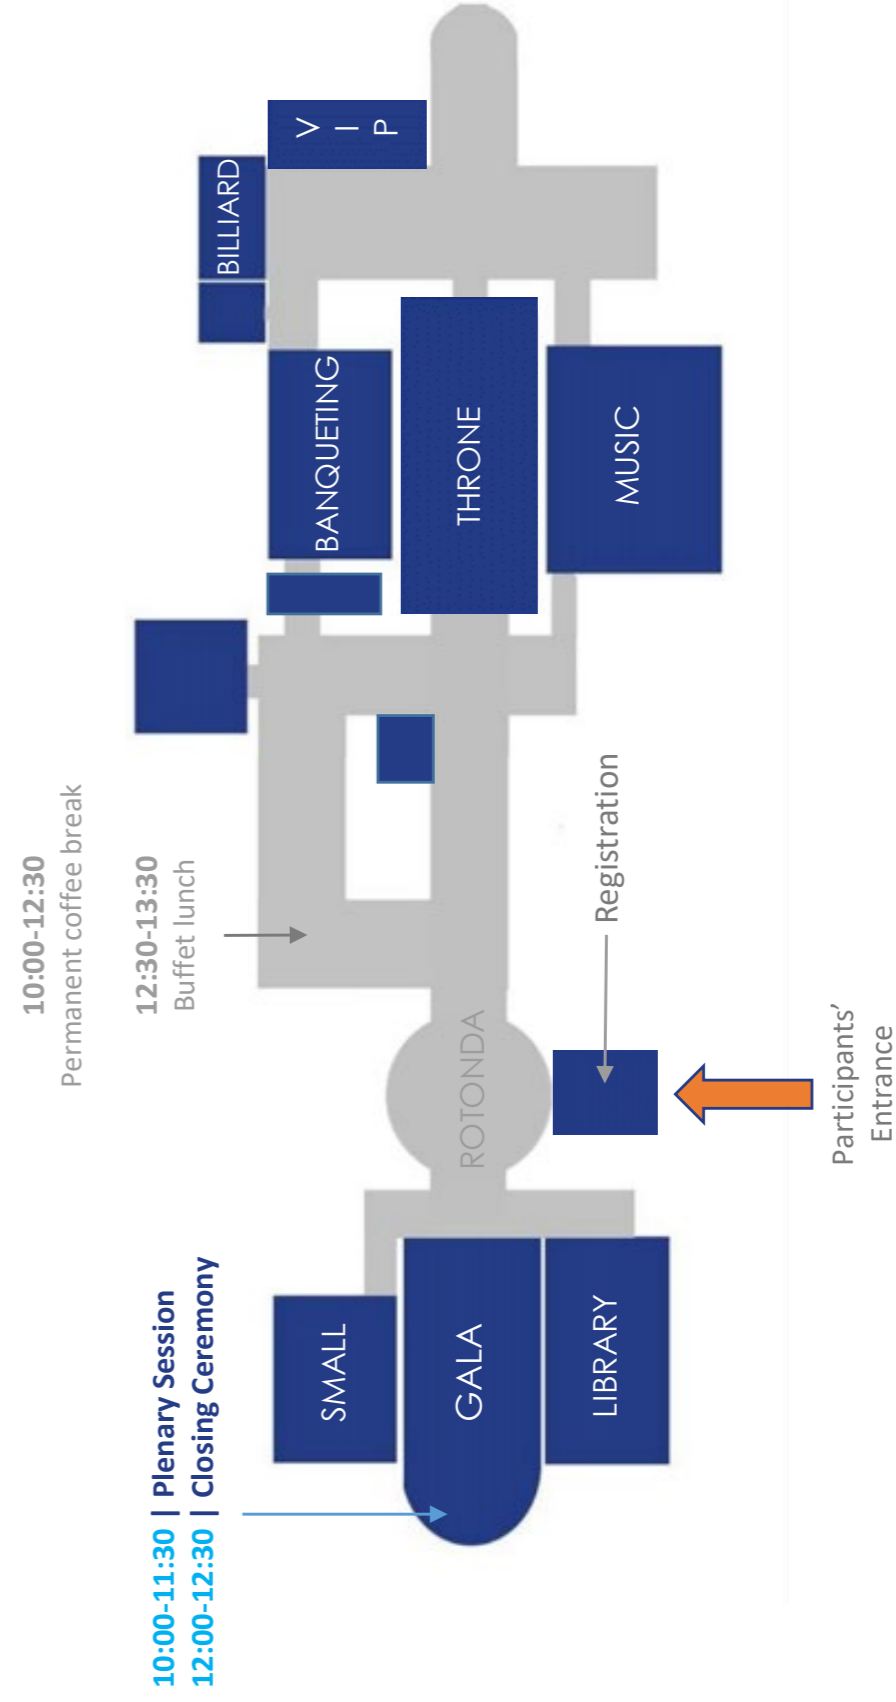 10:00-11:30 | Plenary Session
12:00-12:30 | Closing Ceremony
10:00-12:30
Permanent coffee break
12:30-13:30
Buffet lunch
BILLIARD
VIP
SMALL
BANQUETING
GALA
ROTONDA
THRONE
LIBRARY
Registration
MUSIC
Participants’
Entrance